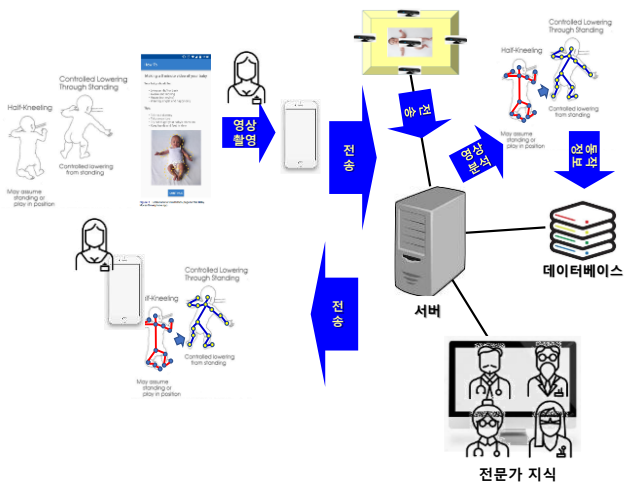 Controlled Lowering
Through Standing
Half-Kneeling
May assume
standing or
play in position
Controlled lowering
from standing
영상
촬영
전
송
전송
영상
분석
Controlled Lowering
Through Standing
Half-Kneeling
May assume
standing or
play in position
Controlled lowering
from standing
동작
정보
데이터베이스
서버
전문가 지식
전
송
Controlled Lowering
Through Standing
alf-Kneeling
Controlled lowering
from standing
May assume
standing or
play in position